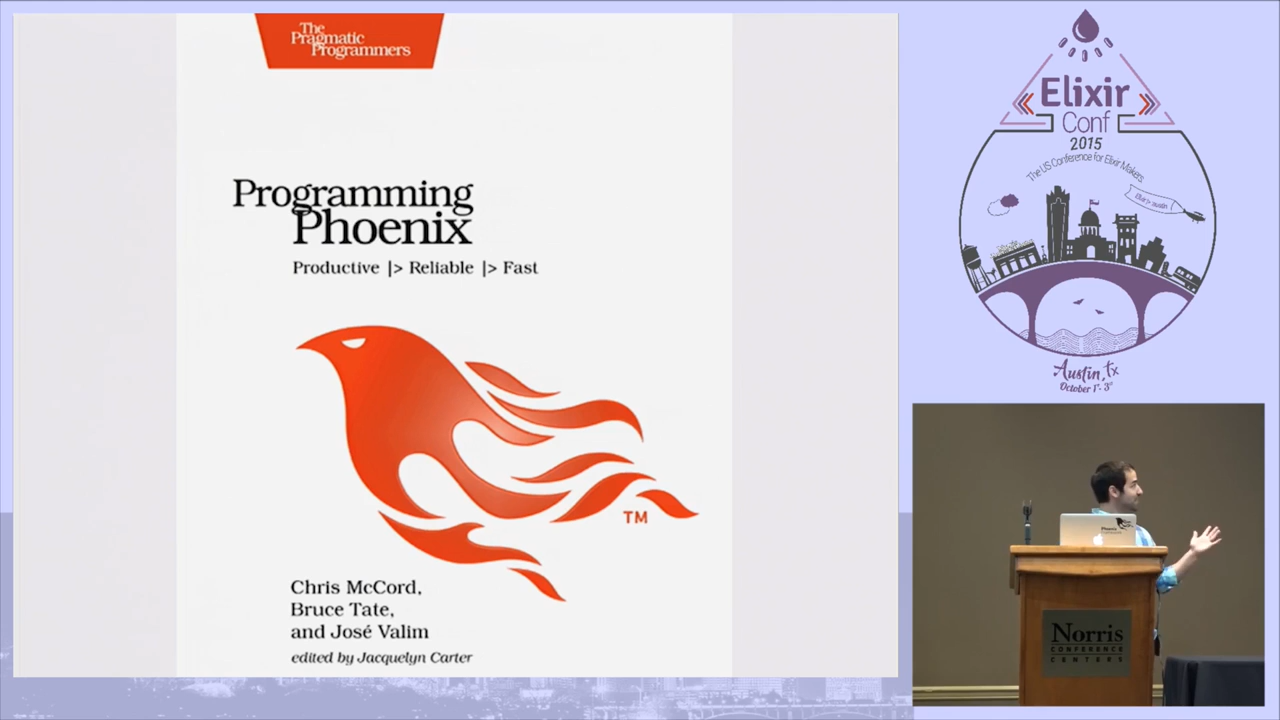 The
Pragmatic
Programmers
Programming
Phoenix
Productive |> Reliable |> Fast
TM
Chris McCord,
Bruce Tate,
and José Valim
edited by Jacquelyn Carter
Elixir
Conf
2015
The US Conference for Elixir Makers
Austin, TX
October 1st - 3rd
Phoenix
Norris
CONFERENCE
CENTERS